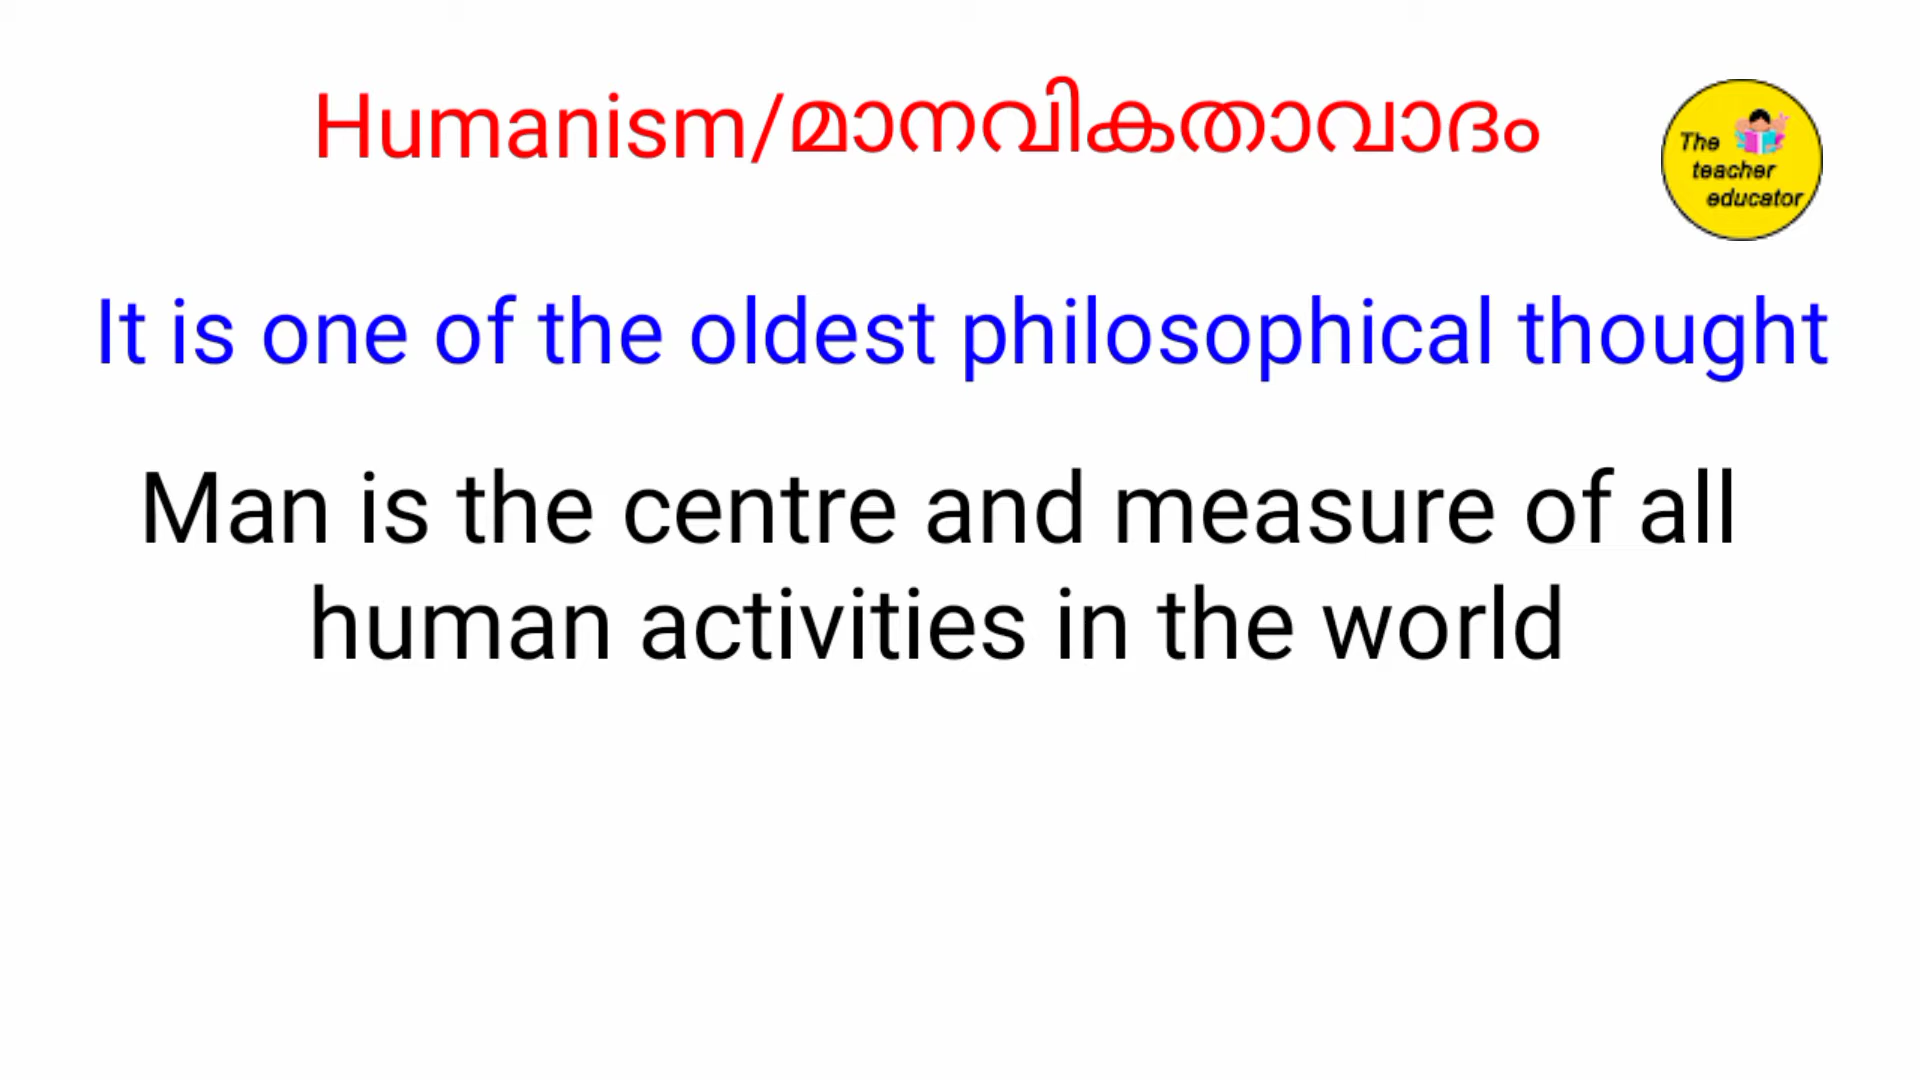 Humanism/മാനവികതാവാദം
The
teacher
educator
It is one of the oldest philosophical thought
Man is the centre and measure of all
human activities in the world